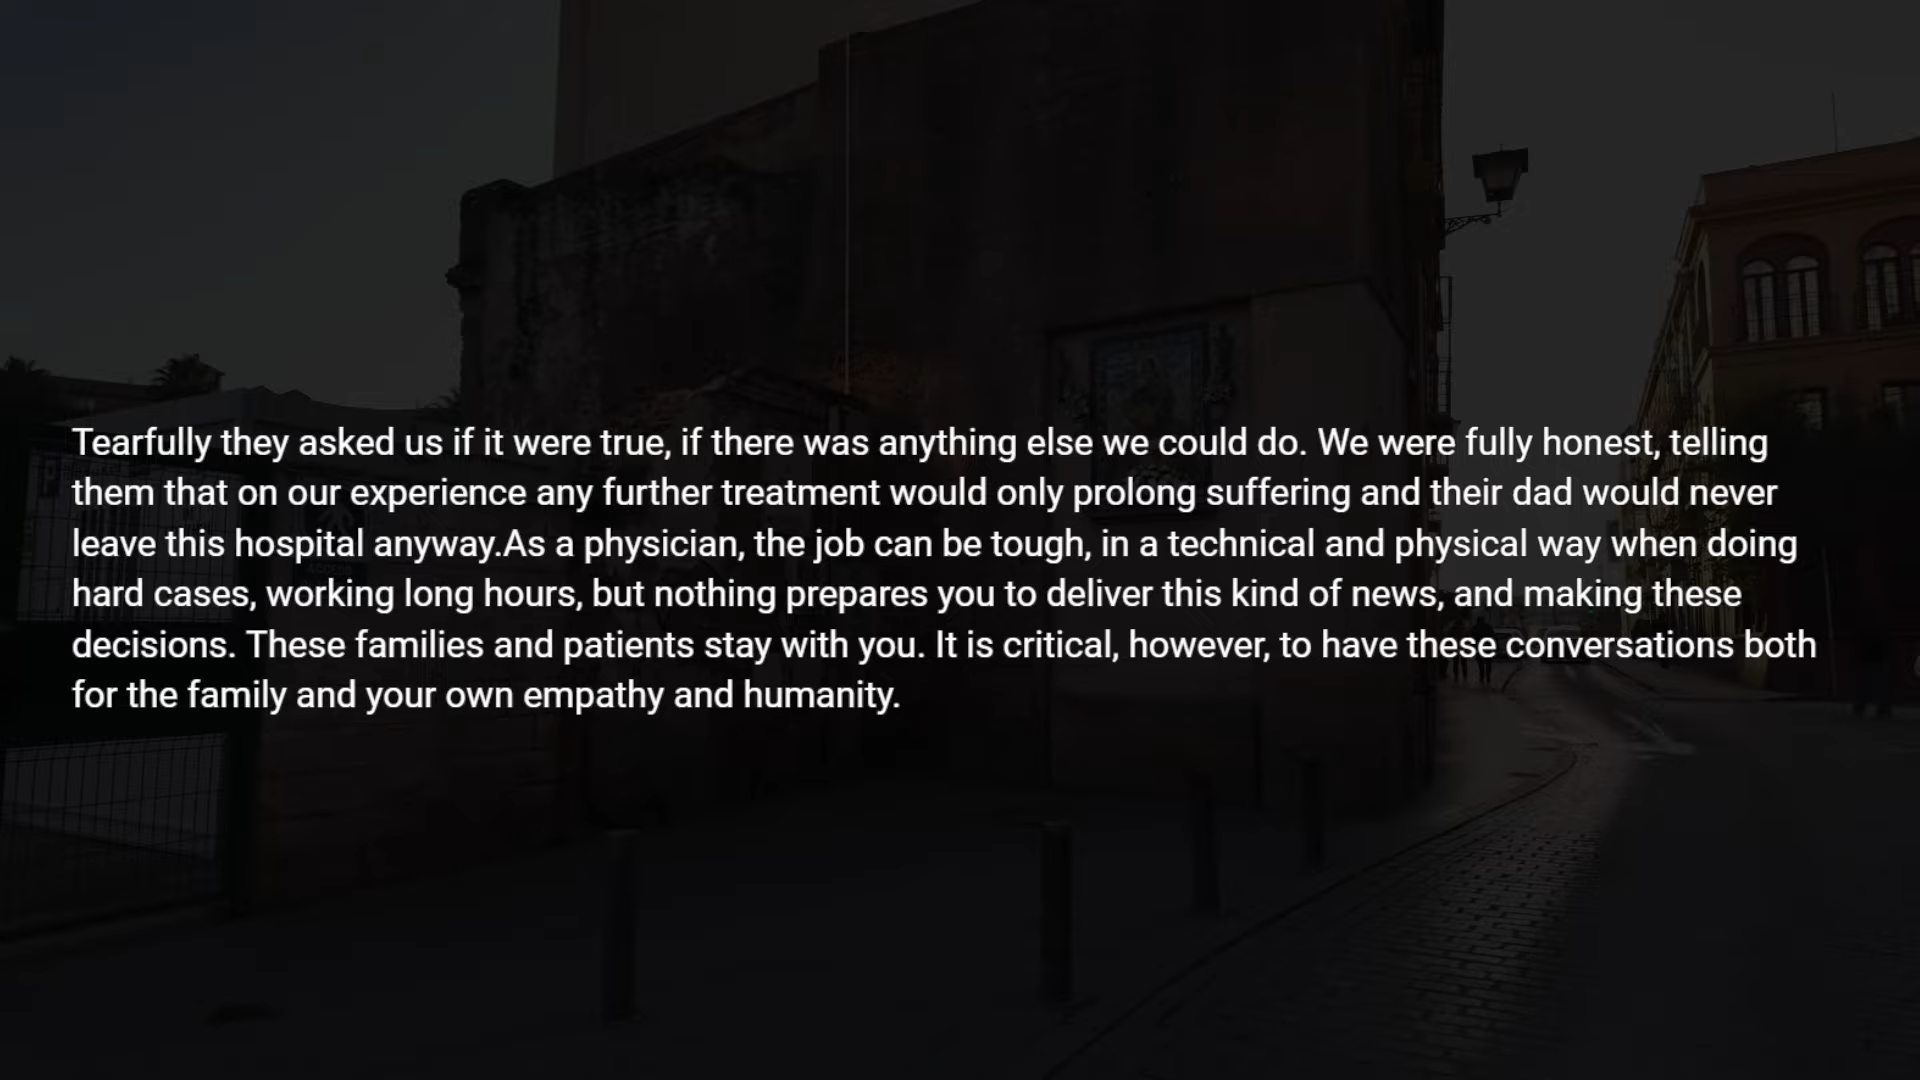 Tearfully they asked us if it were true, if there was anything else we could do. We were fully honest, telling
them that on our experience any further treatment would only prolong suffering and their dad would never
leave this hospital anyway.As a physician, the job can be tough, in a technical and physical way when doing
hard cases, working long hours, but nothing prepares you to deliver this kind of news, and making these
decisions. These families and patients stay with you. It is critical, however, to have these conversations both
for the family and your own empathy and humanity.